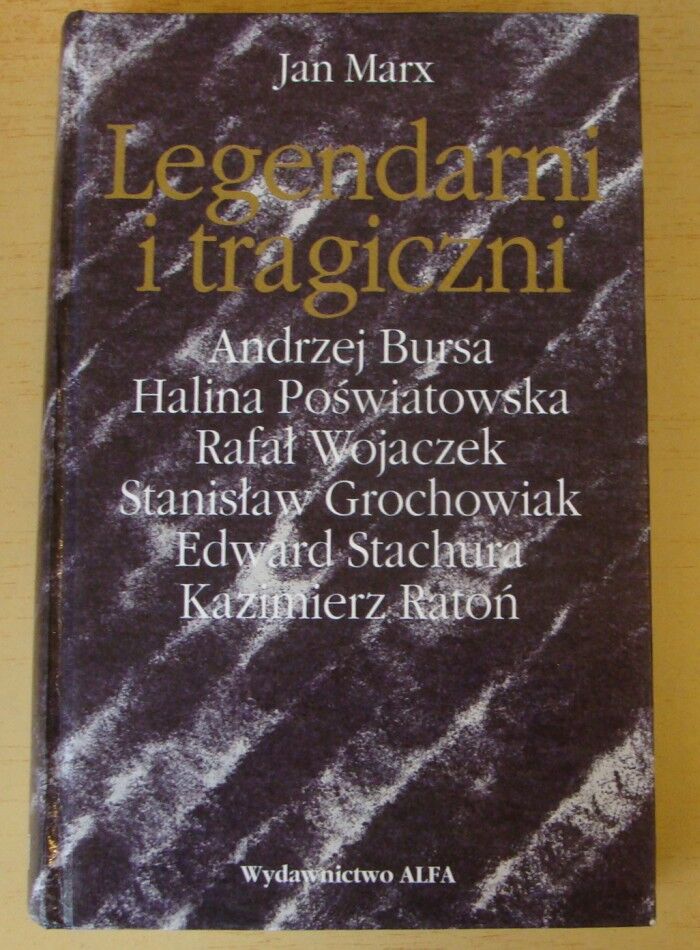 Jan Marx
Legendarni
i tragiczni
Andrzej Bursa
Halina Poświatowska
Rafał Wojaczek
Stanisław Grochowiak
Edward Stachura
Kazimierz Ratoń
Wydawnictwo ALFA